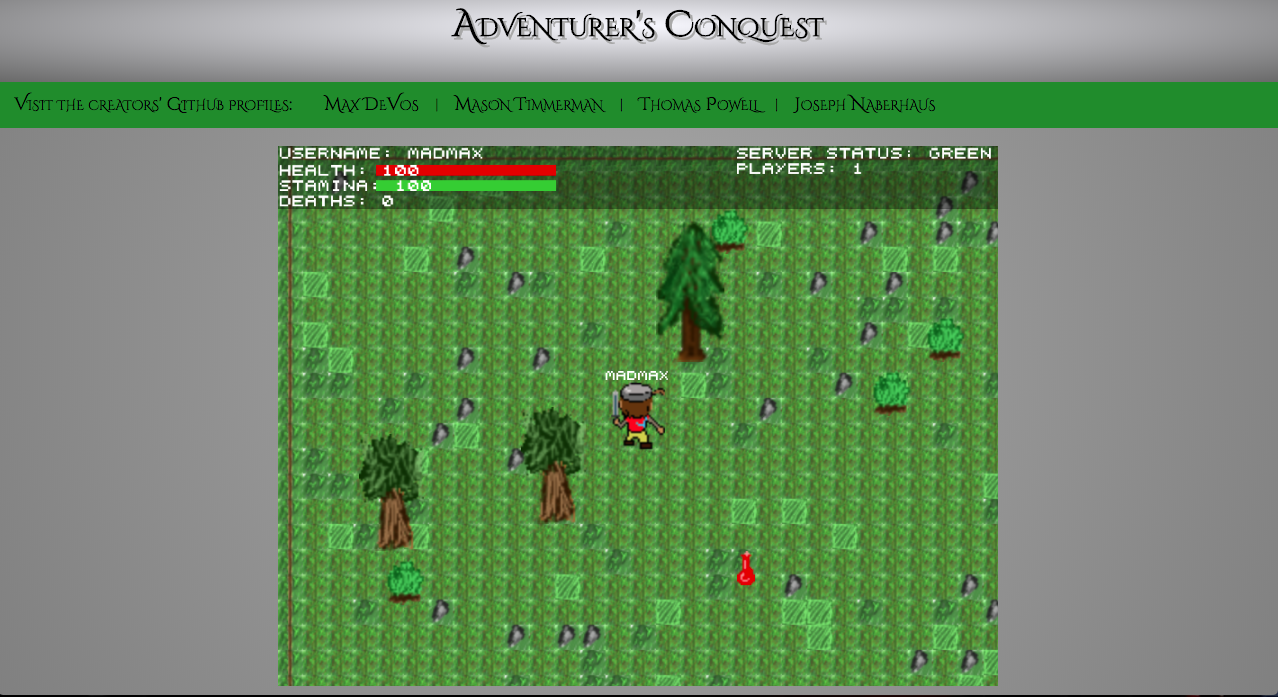 Adventurer's Conquest
Visit the creators' Github profiles: Max DeVos | Mason Timmerman | Thomas Powell | Joseph Naberhaus
USERNAME: MADMAX
HEALTH: 100
STAMINA: 100
DEATHS: 0
SERVER STATUS: GREEN
PLAYERS: 1
MADMAX